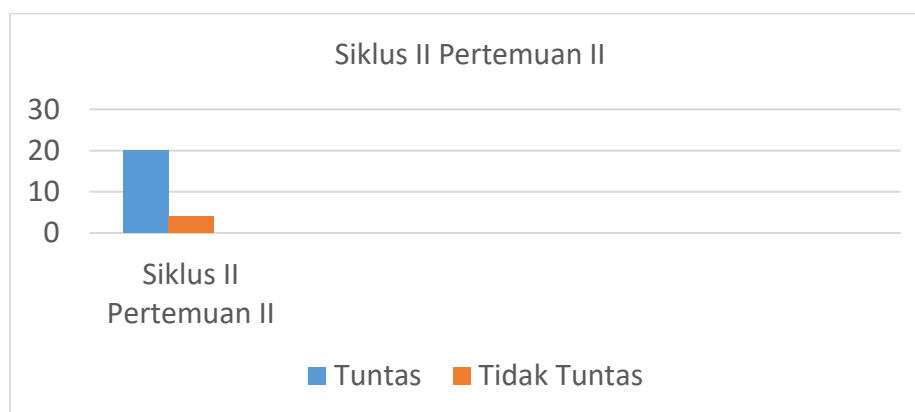 Siklus II Pertemuan II
30
20
10
0
Siklus II
Pertemuan II
Tuntas Tidak Tuntas